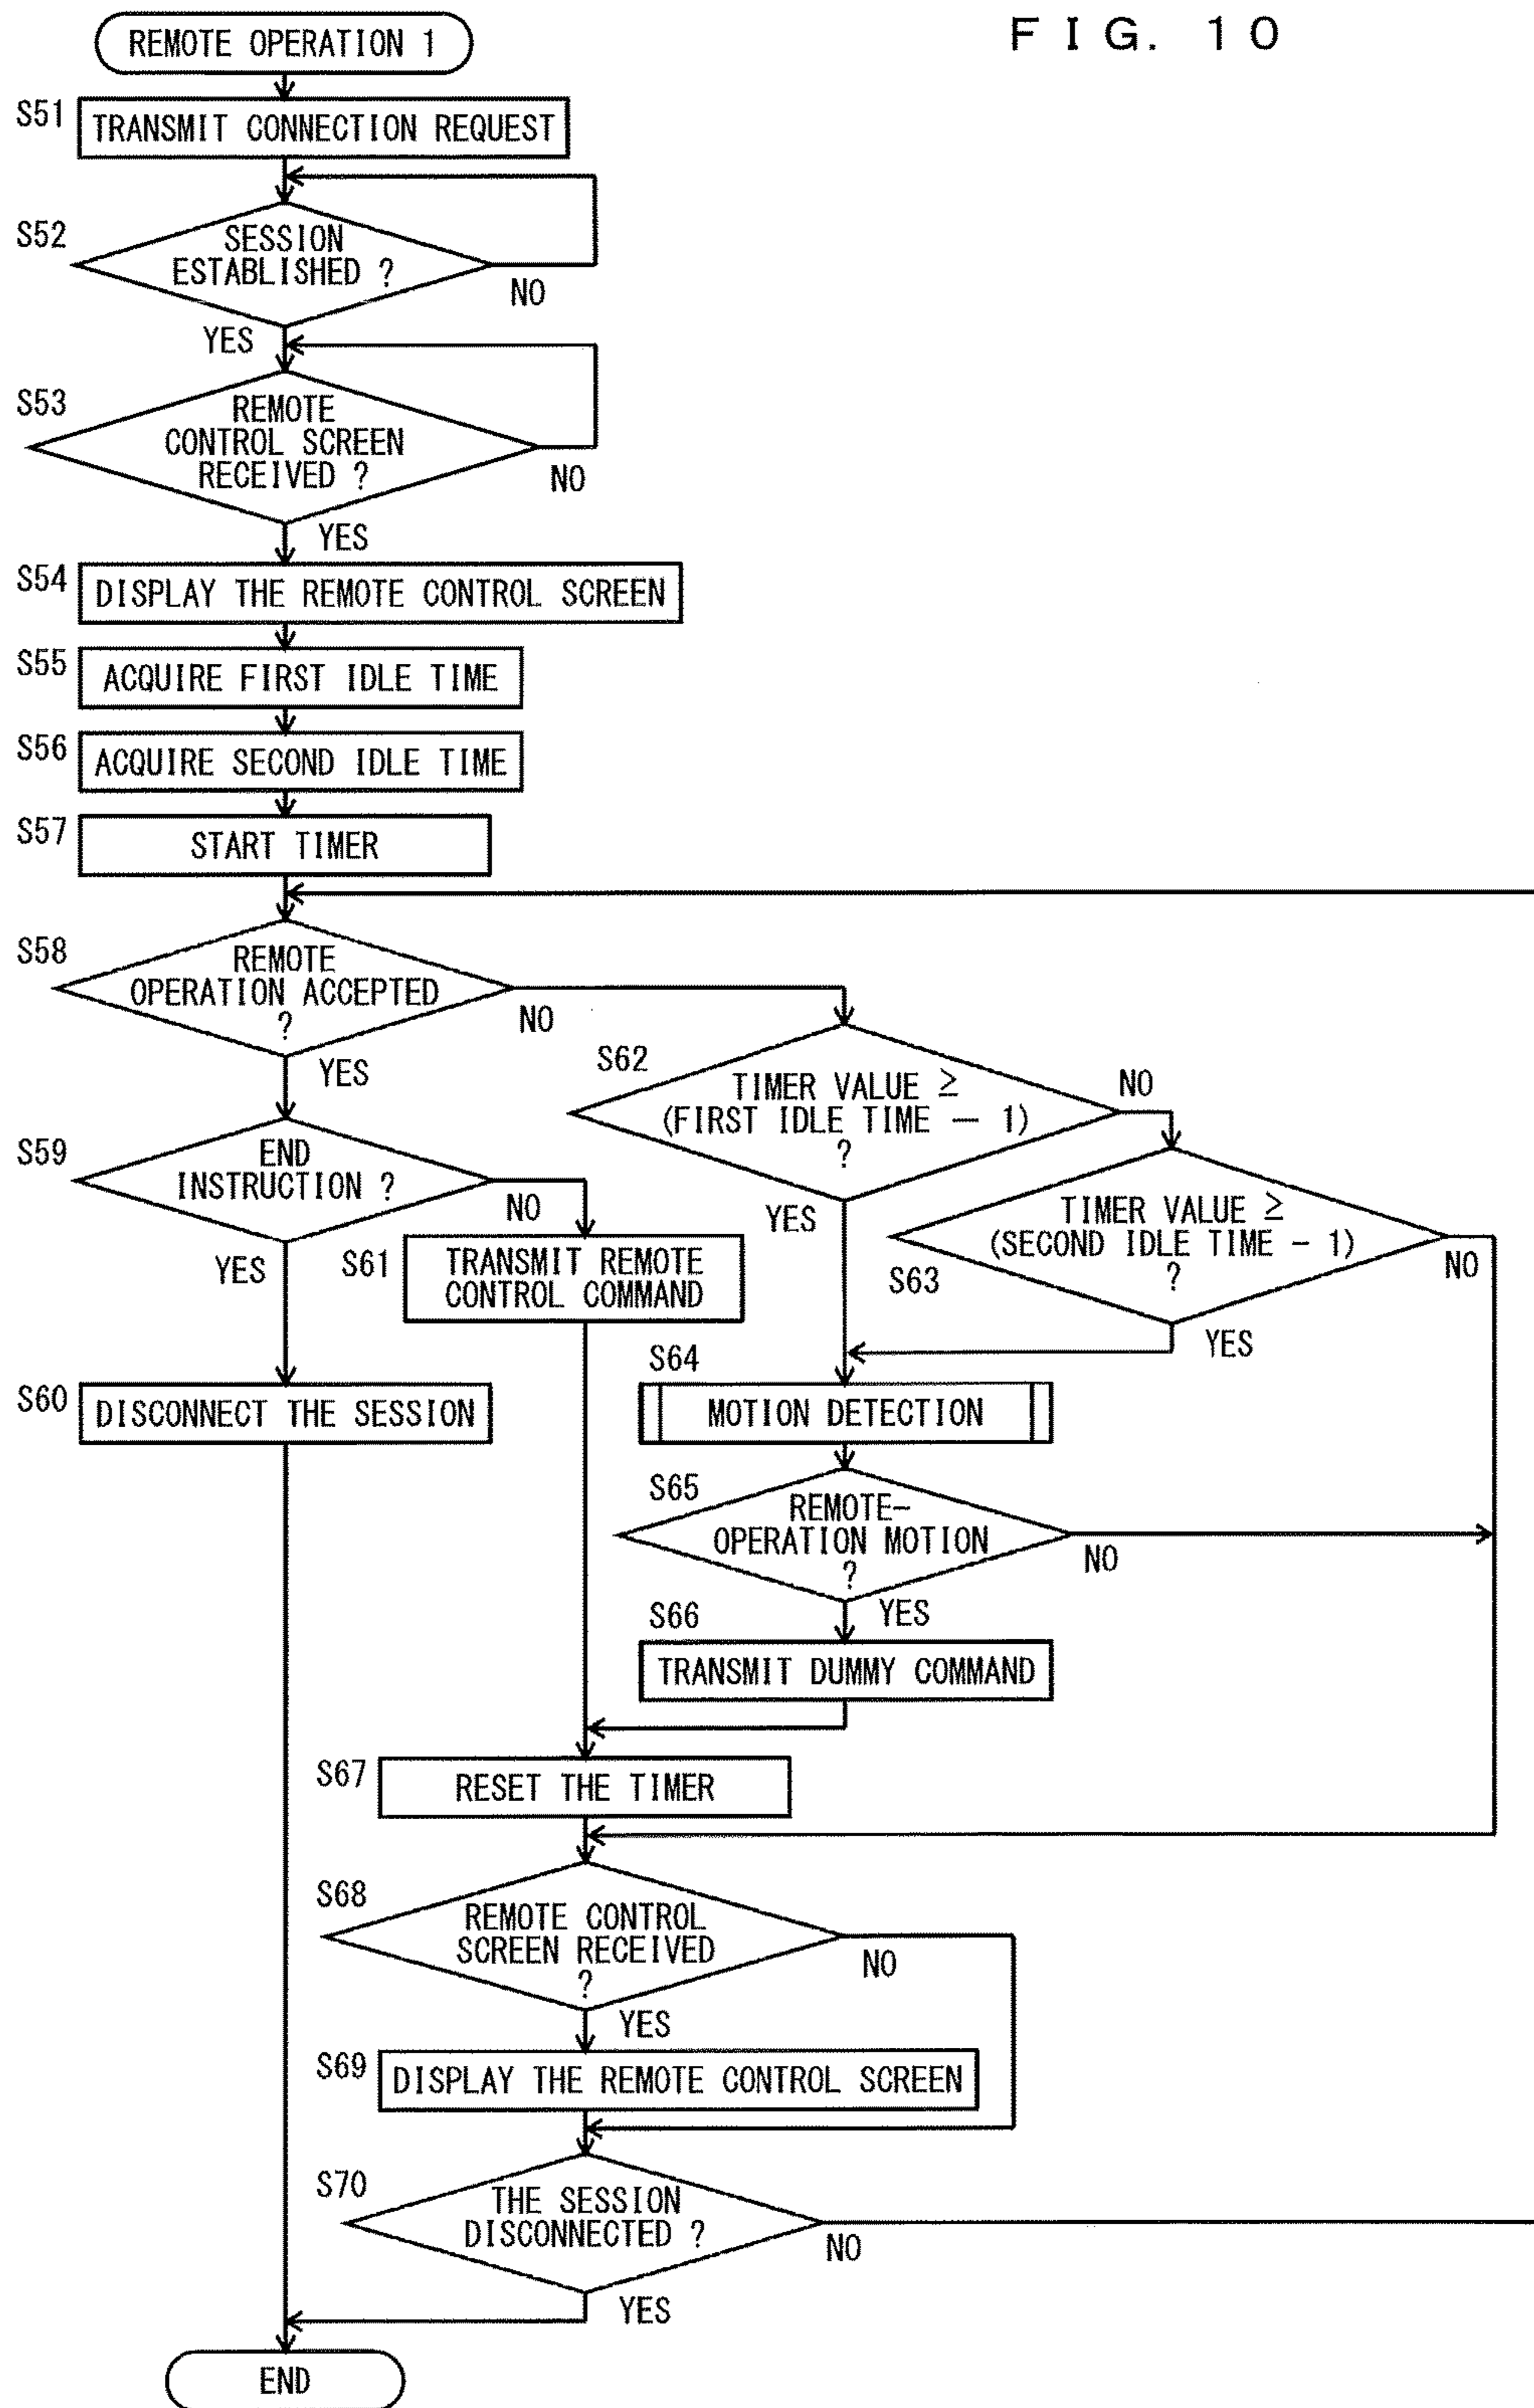 FIG. 10
REMOTE OPERATION 1
S51
TRANSMIT CONNECTION REQUEST
S52
SESSION
ESTABLISHED ?
NO
YES
S53
REMOTE
CONTROL SCREEN
RECEIVED ?
NO
YES
S54
DISPLAY THE REMOTE CONTROL SCREEN
S55
ACQUIRE FIRST IDLE TIME
S56
ACQUIRE SECOND IDLE TIME
S57
START TIMER
S58
REMOTE
OPERATION ACCEPTED
?
NO
YES
S59
END
INSTRUCTION ?
NO
YES
S60
DISCONNECT THE SESSION
S61
TRANSMIT REMOTE
CONTROL COMMAND
S62
TIMER VALUE ≥
(FIRST IDLE TIME — 1)
?
NO
YES
S63
TIMER VALUE ≥
(SECOND IDLE TIME - 1)
?
NO
YES
S64
MOTION DETECTION
S65
REMOTE-
OPERATION MOTION
?
NO
YES
S66
TRANSMIT DUMMY COMMAND
S67
RESET THE TIMER
S68
REMOTE CONTROL
SCREEN RECEIVED
?
NO
YES
S69
DISPLAY THE REMOTE CONTROL SCREEN
S70
THE SESSION
DISCONNECTED ?
NO
YES
END